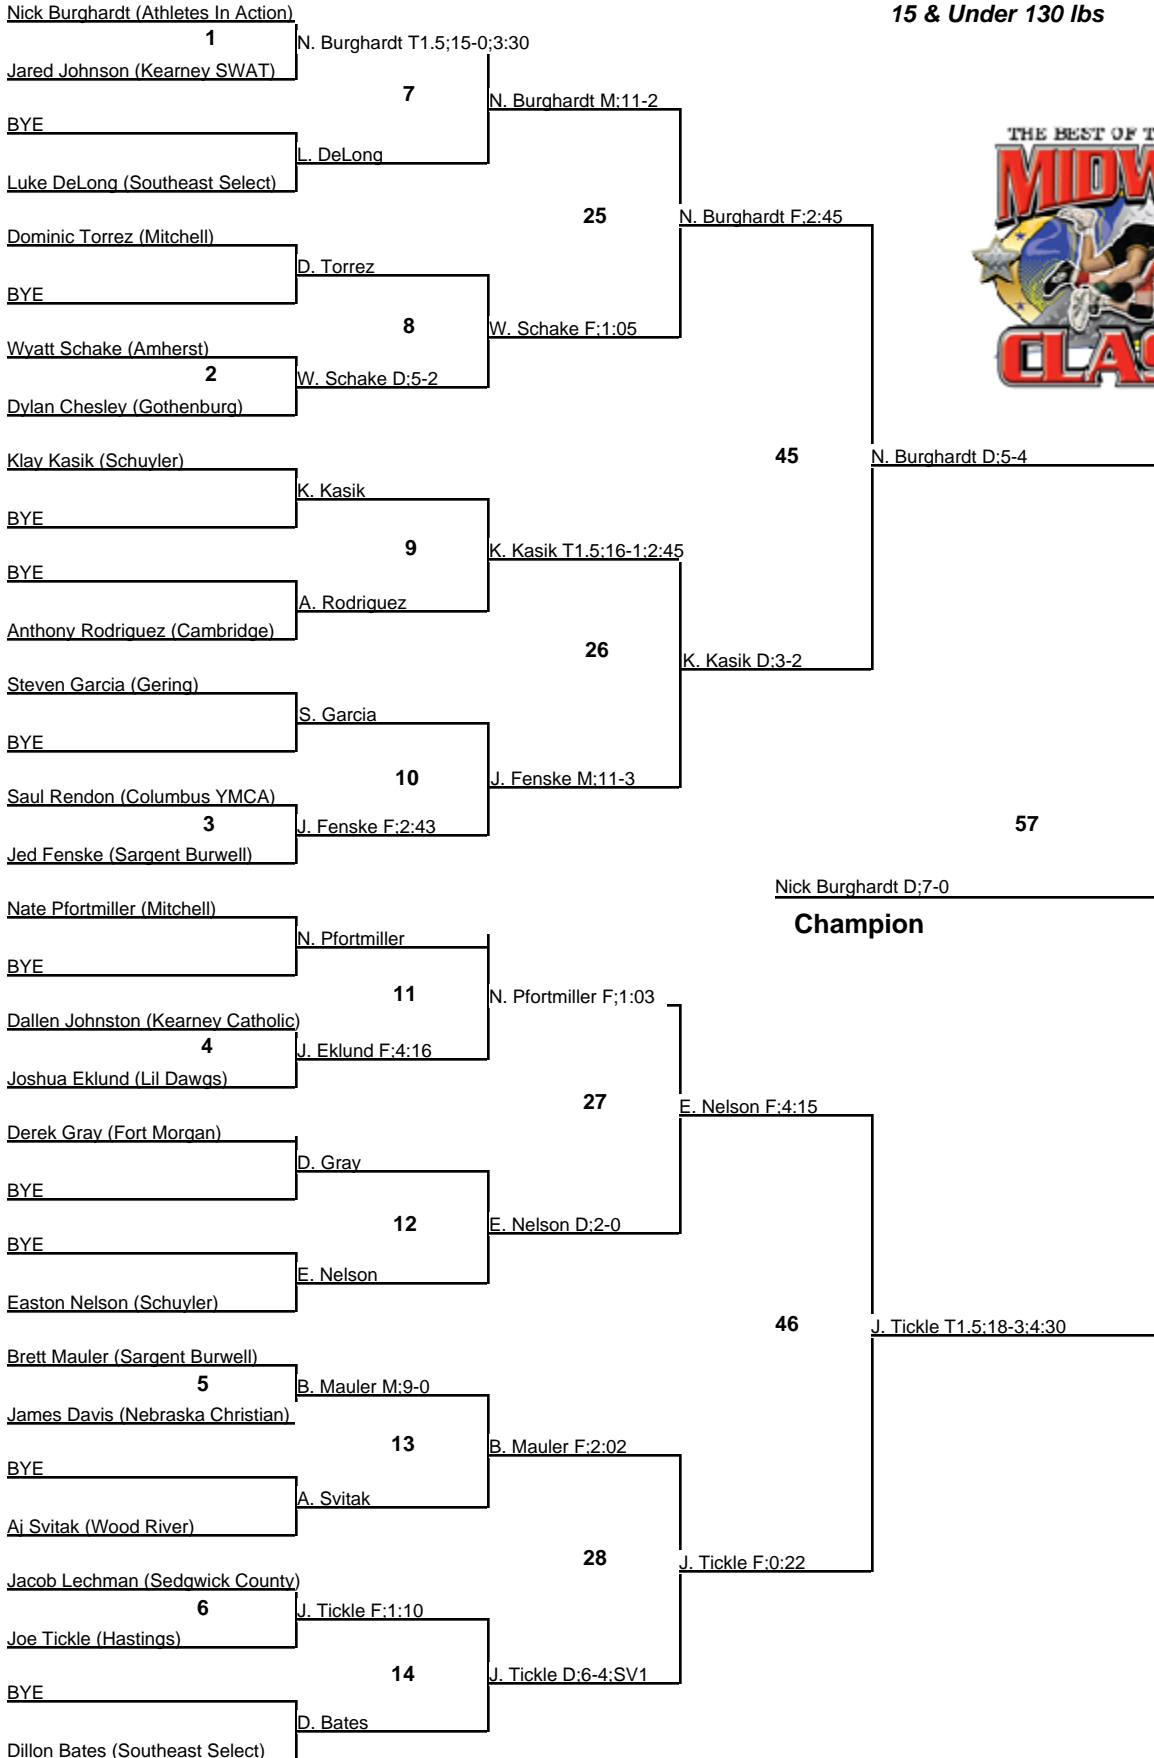 Nick Burghardt (Athletes In Action)
15 & Under 130 lbs
1
N. Burghardt T1.5;15-0;3:30
Jared Johnson (Kearney SWAT)
7
N. Burghardt M;11-2
BYE
L. DeLong
Luke DeLong (Southeast Select)
THE BEST OF T
MIDW
CLAS
25
N. Burghardt F;2:45
Dominic Torrez (Mitchell)
D. Torrez
BYE
8
W. Schake F;1:05
Wyatt Schake (Amherst)
2
W. Schake D;5-2
Dylan Chesley (Gothenburg)
45
N. Burghardt D;5-4
Klay Kasik (Schuyler)
K. Kasik
BYE
9
K. Kasik T1.5;16-1;2:45
BYE
A. Rodriguez
Anthony Rodriguez (Cambridge)
26
K. Kasik D;3-2
Steven Garcia (Gering)
S. Garcia
BYE
10
J. Fenske M;11-3
Saul Rendon (Columbus YMCA)
3
J. Fenske F;2:43
57
Jed Fenske (Sargent Burwell)
Nick Burghardt D;7-0
Champion
Nate Pfortmiller (Mitchell)
N. Pfortmiller
BYE
11
N. Pfortmiller F;1:03
Dallen Johnston (Kearney Catholic)
4
J. Eklund F;4:16
Joshua Eklund (Lil Dawgs)
27
E. Nelson F;4:15
Derek Gray (Fort Morgan)
D. Gray
BYE
12
E. Nelson D;2-0
BYE
E. Nelson
Easton Nelson (Schuyler)
46
J. Tickle T1.5;18-3;4:30
Brett Mauler (Sargent Burwell)
5
B. Mauler M;9-0
James Davis (Nebraska Christian)
13
B. Mauler F;2:02
BYE
A. Svitak
Aj Svitak (Wood River)
28
J. Tickle F;0:22
Jacob Lechman (Sedgwick County)
6
J. Tickle F;1:10
Joe Tickle (Hastings)
14
J. Tickle D;6-4;SV1
BYE
D. Bates
Dillon Bates (Southeast Select)